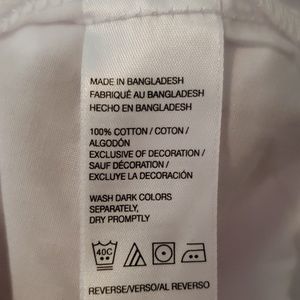 MADE IN BANGLADESH
FABRIQUÉ AU BANGLADESH
HECHO EN BANGLADESH
100% COTTON / COTON /
ALGODÓN
EXCLUSIVE OF DECORATION /
SAUF DÉCORATION /
EXCLUYE LA DECORACIÓN
WASH DARK COLORS
SEPARATELY,
DRY PROMPTLY
40C
REVERSE/VERSO/AL REVERSO